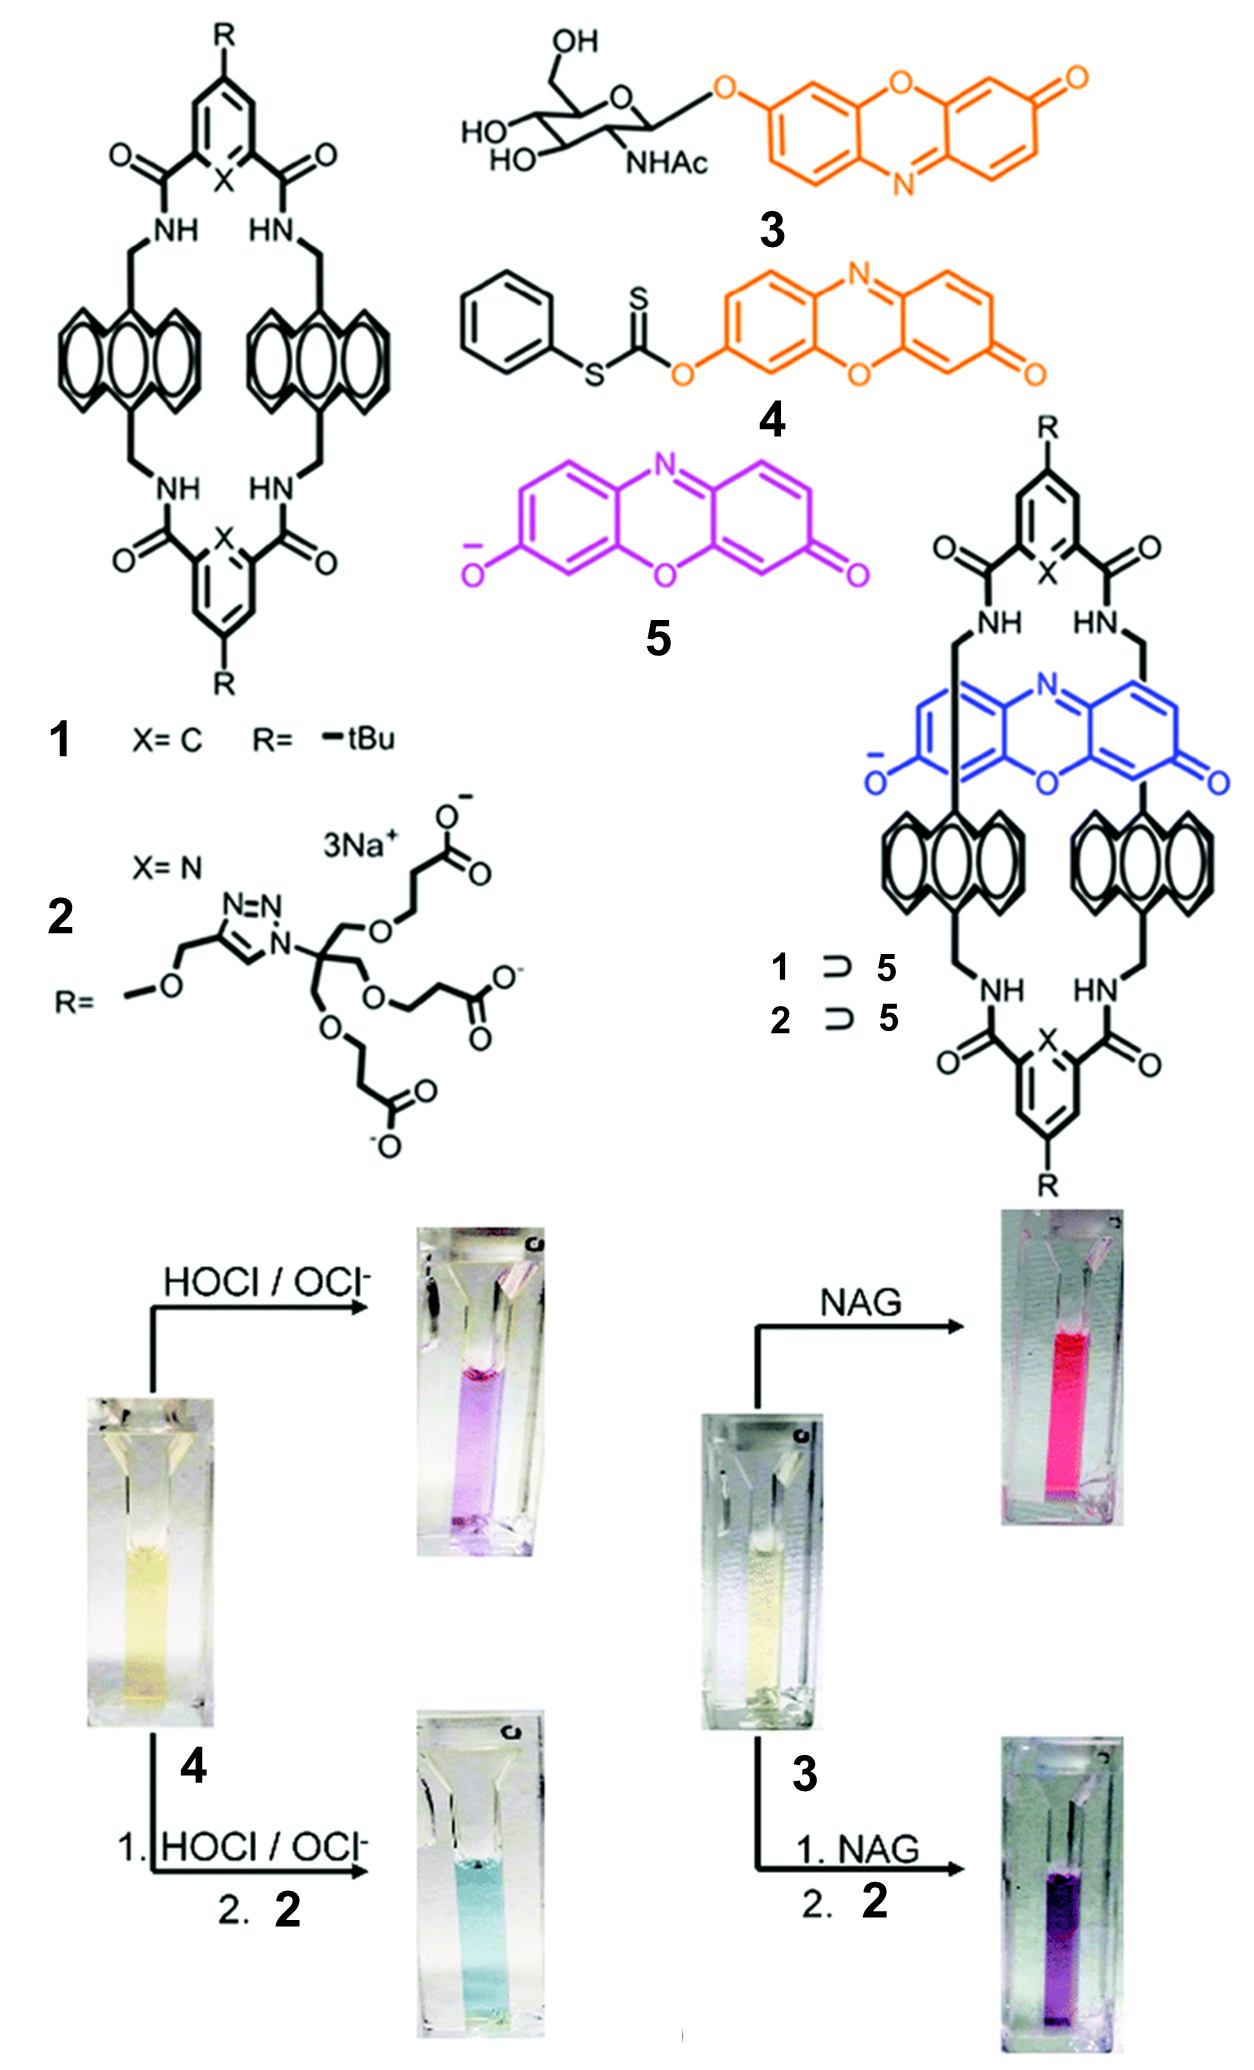 R
O
O
X
NH
HN
NH
HN
X
O
O
R
1 X= C R= tBu
2 X= N
R=
O
N=N
N
3Na⁺
O
O
O
O⁻
O
O⁻
O
O
⁻O
OH
O
HO
HO
NHAc
O
O
N
O
3
S
S
O
N
O
O
4
⁻O
N
O
O
5
R
O
O
X
NH
HN
N
⁻O
O
O
1 ⊃ 5
2 ⊃ 5
NH
HN
O
X
O
R
HOCl / OCl⁻
4
1. HOCl / OCl⁻
2. 2
NAG
3
1. NAG
2. 2